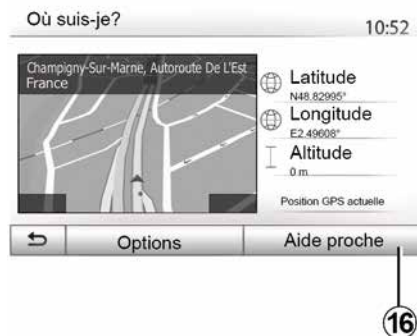 Où suis-je?
10:52
Champigny-Sur-Marne, Autoroute De L'Est
France
Latitude
N48.82995°
Longitude
E2.49608°
Altitude
0 m
Position GPS actuelle
Options
Aide proche
16